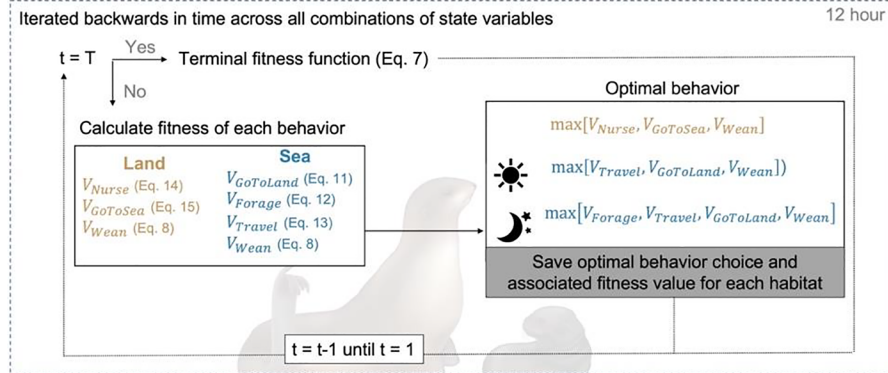 Iterated backwards in time across all combinations of state variables
12 hour
t = T
Yes
Terminal fitness function (Eq. 7)
No
Calculate fitness of each behavior
Land
V_Nurse (Eq. 14)
V_GoToSea (Eq. 15)
V_Wean (Eq. 8)
Sea
V_GoToLand (Eq. 11)
V_Forage (Eq. 12)
V_Travel (Eq. 13)
V_Wean (Eq. 8)
Optimal behavior
max[V_Nurse, V_GoToSea, V_Wean]
max[V_Travel, V_GoToLand, V_Wean])
max[V_Forage, V_Travel, V_GoToLand, V_Wean]
Save optimal behavior choice and
associated fitness value for each habitat
t = t-1 until t = 1